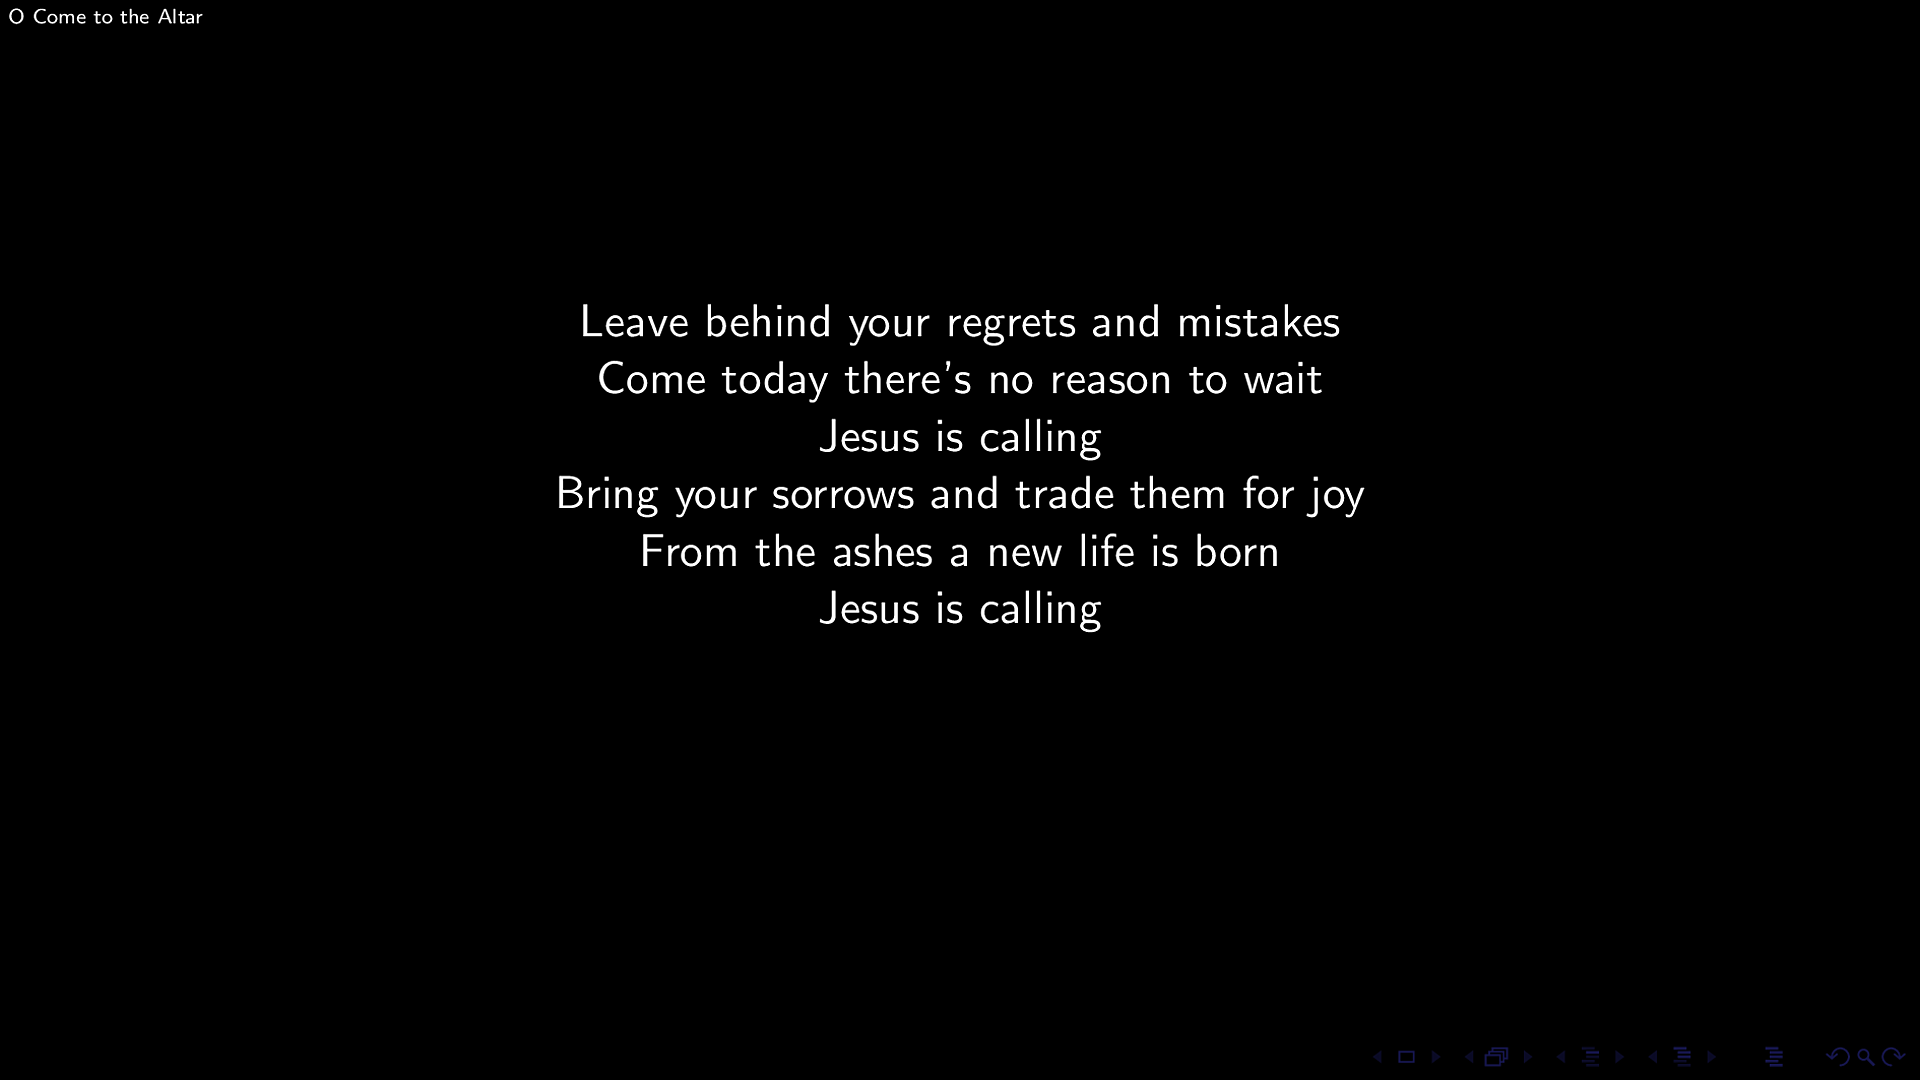 O Come to the Altar
Leave behind your regrets and mistakes
Come today there's no reason to wait
Jesus is calling
Bring your sorrows and trade them for joy
From the ashes a new life is born
Jesus is calling